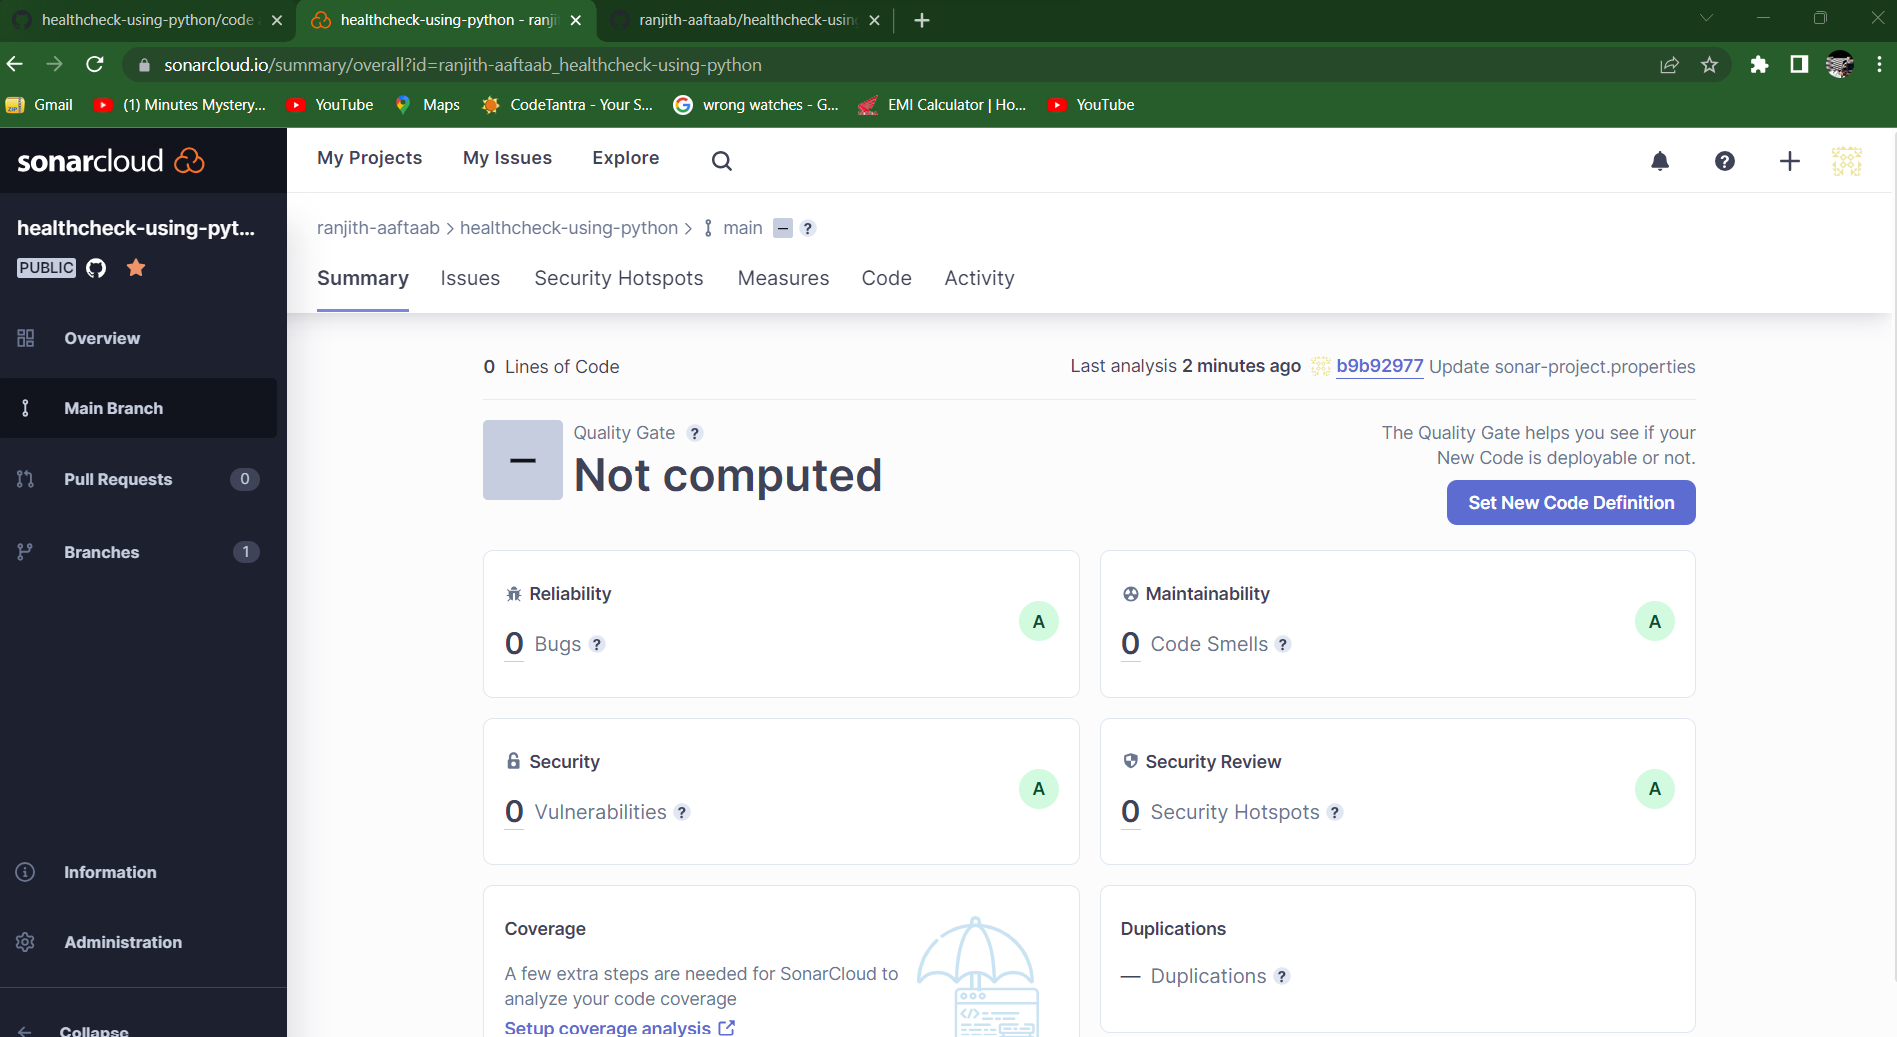 healthcheck-using-python/code
healthcheck-using-python - ranji
ranjith-aaftaab/healthcheck-usin
sonarcloud.io/summary/overall?id=ranjith-aaftaab_healthcheck-using-python
Gmail
(1) Minutes Mystery...
YouTube
Maps
CodeTantra - Your S...
wrong watches - G...
EMI Calculator | Ho...
YouTube
sonarcloud
My Projects
My Issues
Explore
healthcheck-using-pyt...
PUBLIC
ranjith-aaftaab > healthcheck-using-python > main
Summary
Issues
Security Hotspots
Measures
Code
Activity
Overview
Main Branch
Pull Requests 0
Branches 1
Information
Administration
Collapse
0 Lines of Code
Last analysis 2 minutes ago b9b92977 Update sonar-project.properties
Quality Gate ?
Not computed
The Quality Gate helps you see if your
New Code is deployable or not.
Set New Code Definition
Reliability
0 Bugs ?
A
Maintainability
0 Code Smells ?
A
Security
0 Vulnerabilities ?
A
Security Review
0 Security Hotspots ?
A
Coverage
A few extra steps are needed for SonarCloud to
analyze your code coverage
Setup coverage analysis
Duplications
— Duplications ?